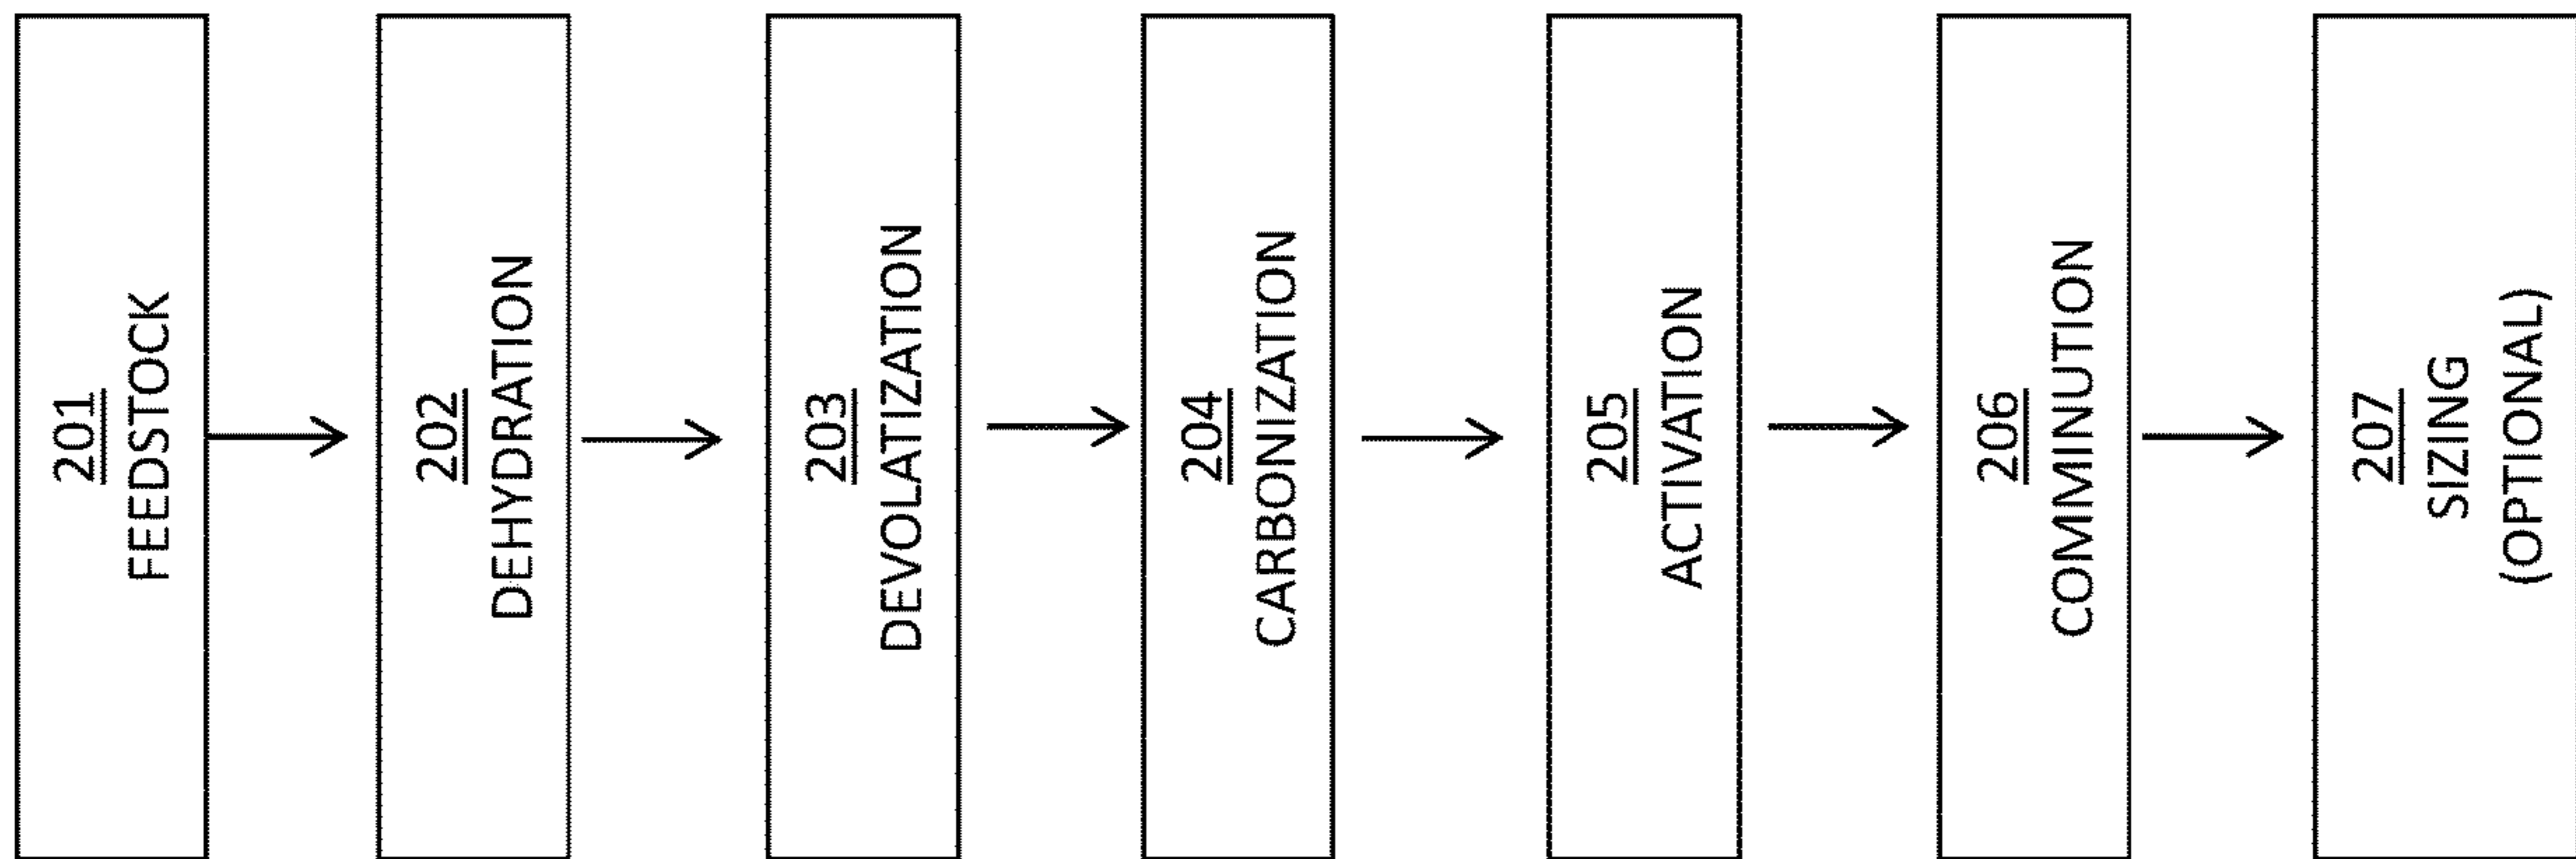 201
FEEDSTOCK
202
DEHYDRATION
203
DEVOLATIZATION
204
CARBONIZATION
205
ACTIVATION
206
COMMINUTION
207
SIZING
(OPTIONAL)